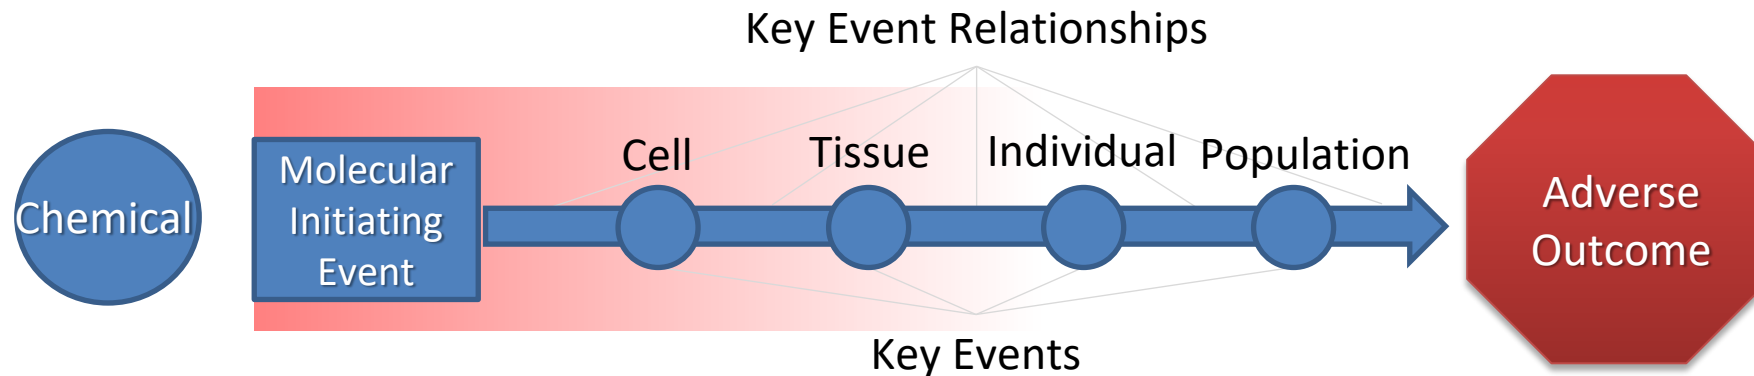 Key Event Relationships
Chemical
Molecular
Initiating
Event
Cell
Tissue
Individual
Population
Adverse
Outcome
Key Events